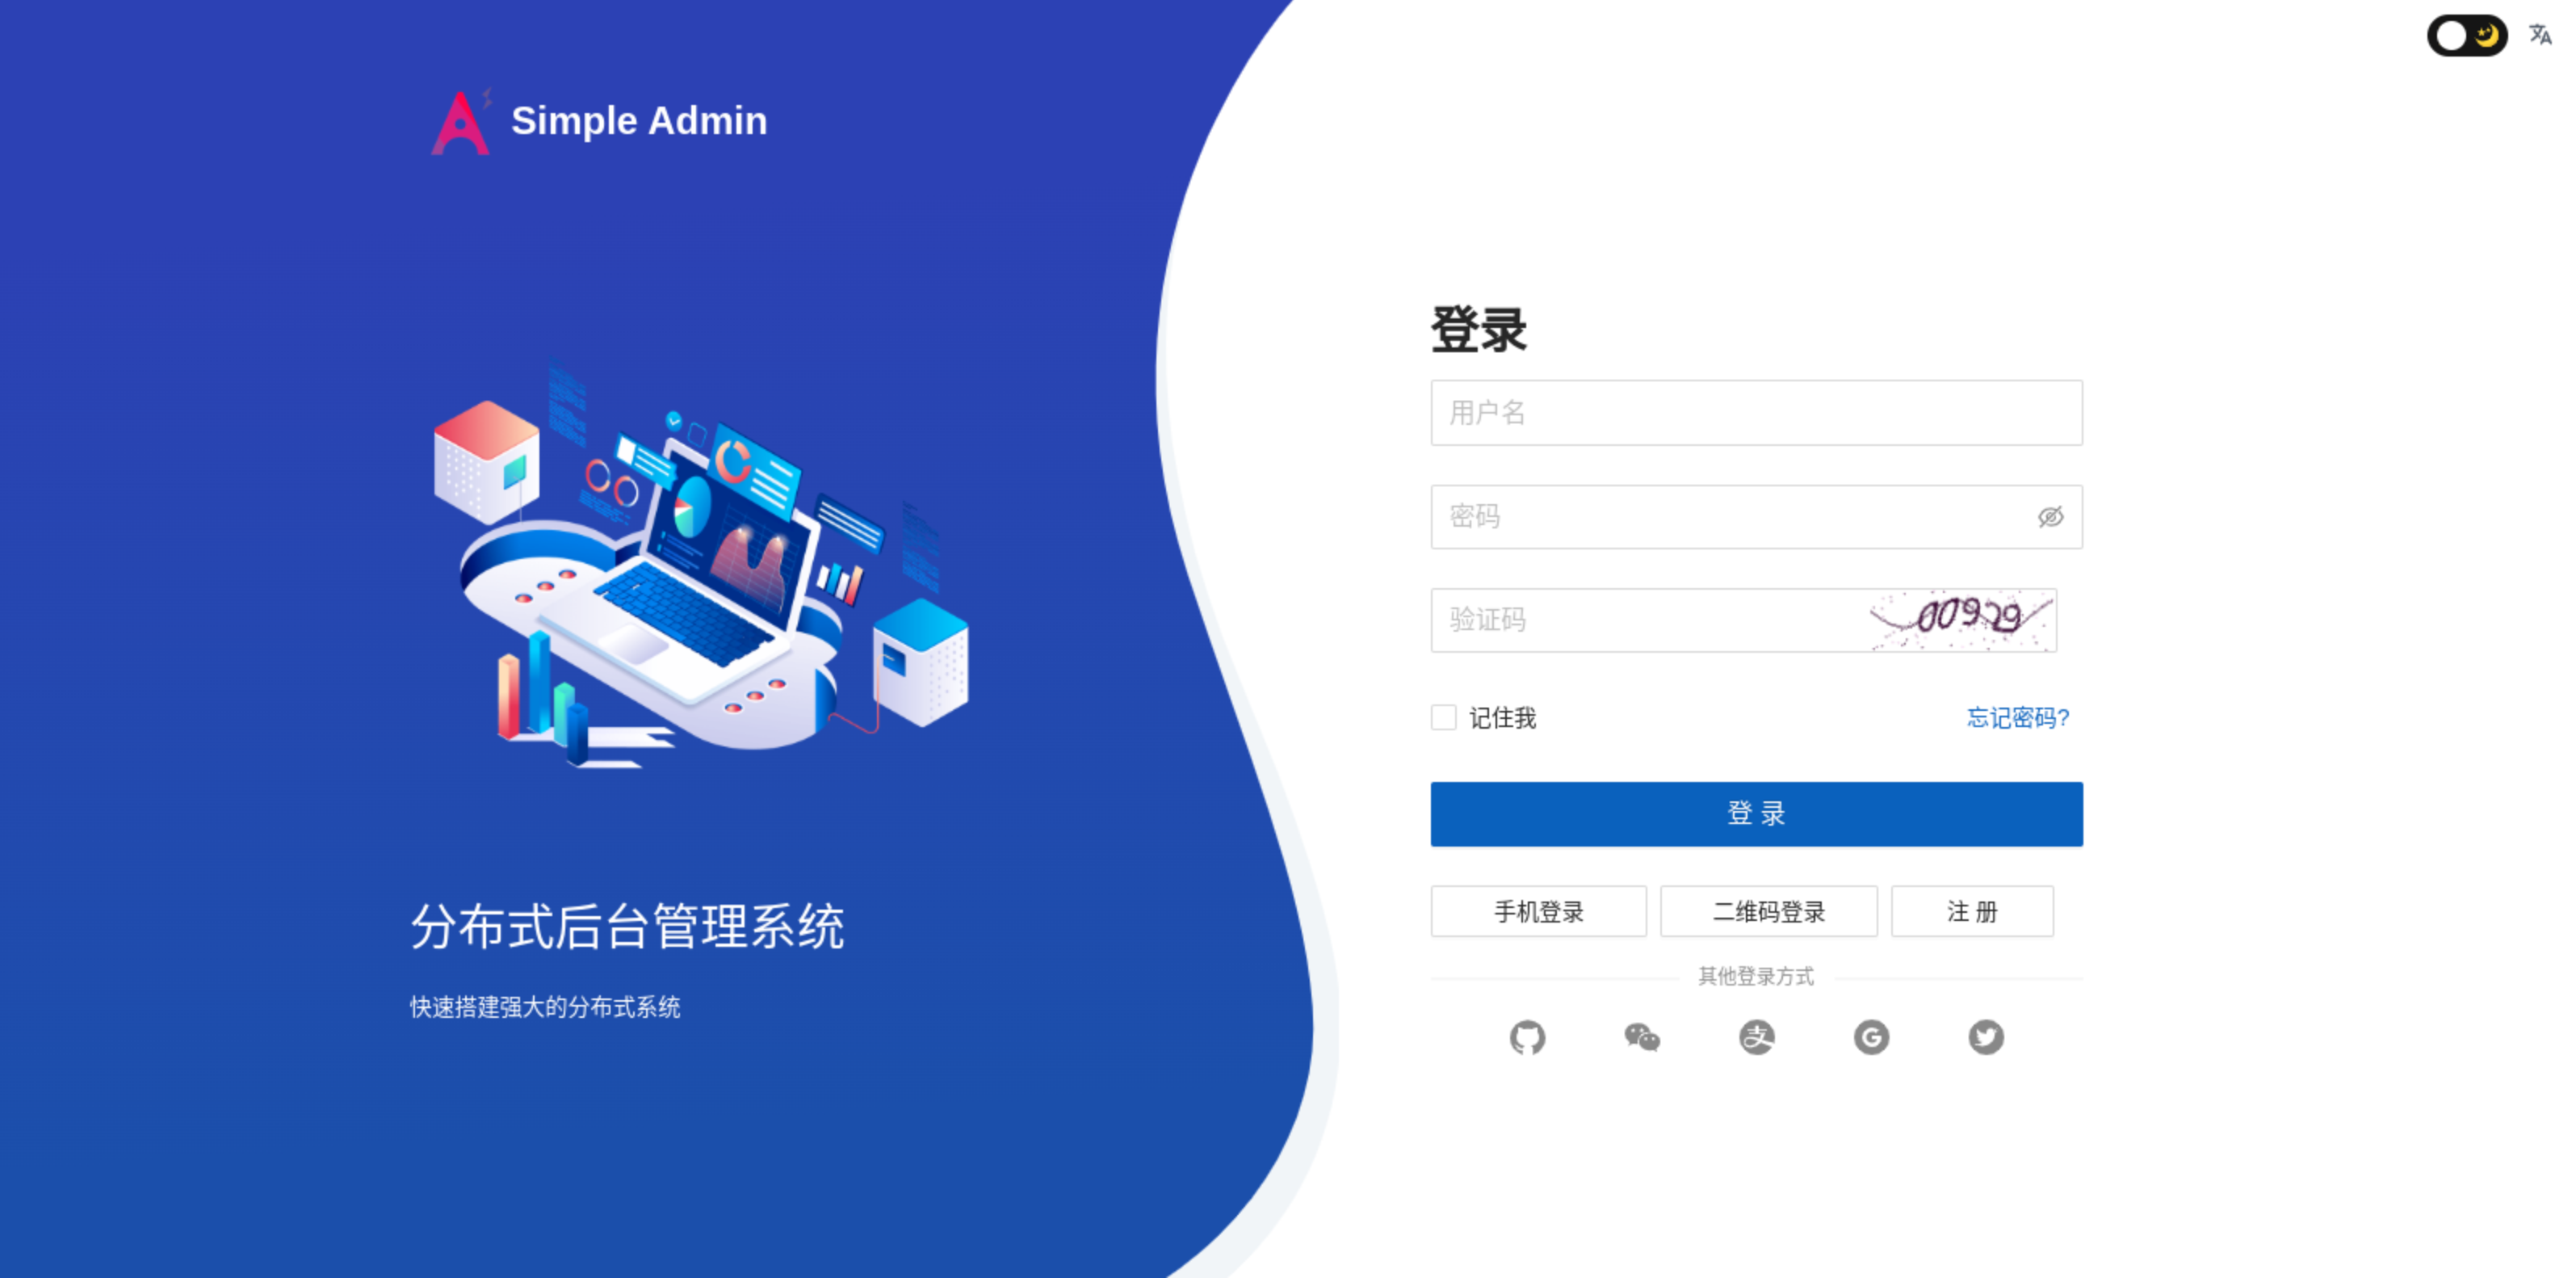 Simple Admin
分布式后台管理系统
快速搭建强大的分布式系统
登录
用户名
密码
验证码
记住我 忘记密码?
登 录
手机登录 二维码登录 注 册
其他登录方式